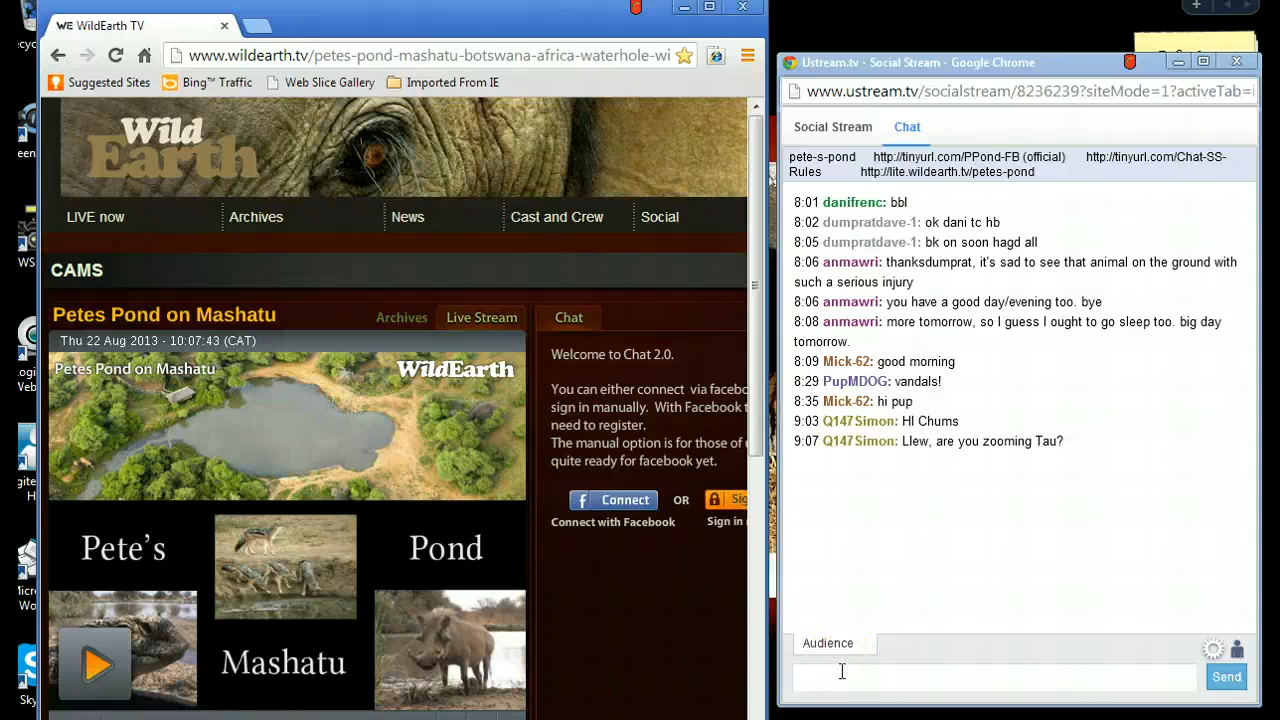 WE WildEarth TV
www.wildearth.tv/petes-pond-mashatu-botswana-africa-waterhole-wi
Suggested Sites
Bing™ Traffic
Web Slice Gallery
Imported From IE
Wild
Earth
LIVE now
Archives
News
Cast and Crew
Social
CAMS
Petes Pond on Mashatu
Archives
Live Stream
Thu 22 Aug 2013 - 10:07:43 (CAT)
Petes Pond on Mashatu
WILDEARTH
Pete's
Pond
Mashatu
Chat
Welcome to Chat 2.0.
You can either connect via facebo
sign in manually. With Facebook t
need to register.
The manual option is for those of
quite ready for facebook yet.
Connect
OR
Sig
Connect with Facebook
Sign in
Ustream.tv - Social Stream - Google Chrome
www.ustream.tv/socialstream/8236239?siteMode=1?activeTab=
Social Stream
Chat
pete-s-pond http://tinyurl.com/PPond-FB (official) http://tinyurl.com/Chat-SS-
Rules http://lite.wildearth.tv/petes-pond
8:01 danifrenc: bbl
8:02 dumpratdave-1: ok dani tc hb
8:05 dumpratdave-1: bk on soon hagd all
8:06 anmawri: thanksdumprat, it's sad to see that animal on the ground with
such a serious injury
8:06 anmawri: you have a good day/evening too. bye
8:08 anmawri: more tomorrow, so I guess I ought to go sleep too. big day
tomorrow.
8:09 Mick-62: good morning
8:29 PupMDOG: vandals!
8:35 Mick-62: hi pup
9:03 Q147Simon: HI Chums
9:07 Q147Simon: Llew, are you zooming Tau?
Audience
Send